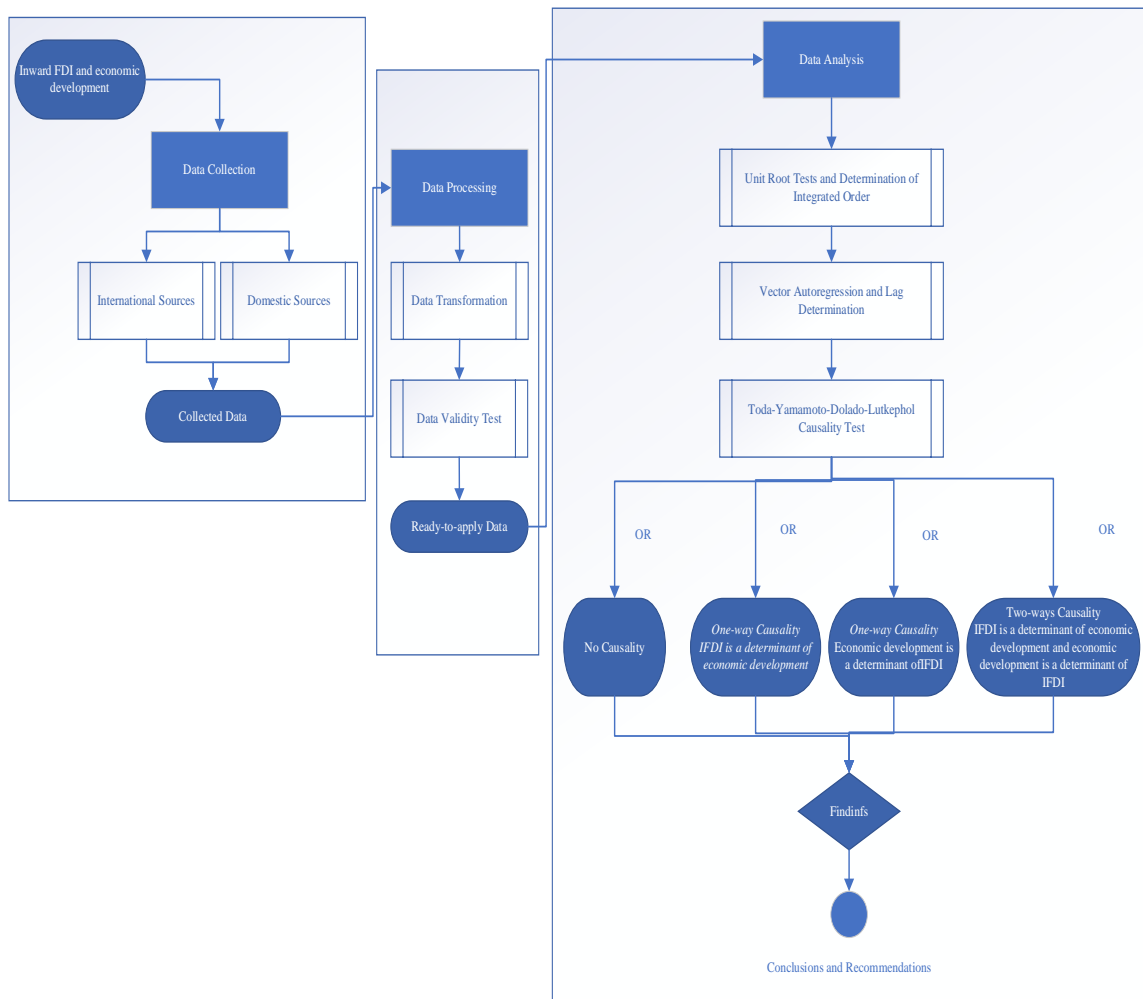 Inward FDI and economic
development
Data Collection
International Sources
Domestic Sources
Collected Data
Data Processing
Data Transformation
Data Validity Test
Ready-to-apply Data
Data Analysis
Unit Root Tests and Determination of
Integrated Order
Vector Autoregression and Lag
Determination
Toda-Yamamoto-Dolado-Lutkephol
Causality Test
OR
OR
OR
OR
No Causality
One-way Causality
IFDI is a determinant of
economic development
One-way Causality
Economic development is
a determinant ofIFDI
Two-ways Causality
IFDI is a determinant of economic
development and economic
development is a determinant of
IFDI
Findinfs
Conclusions and Recommendations